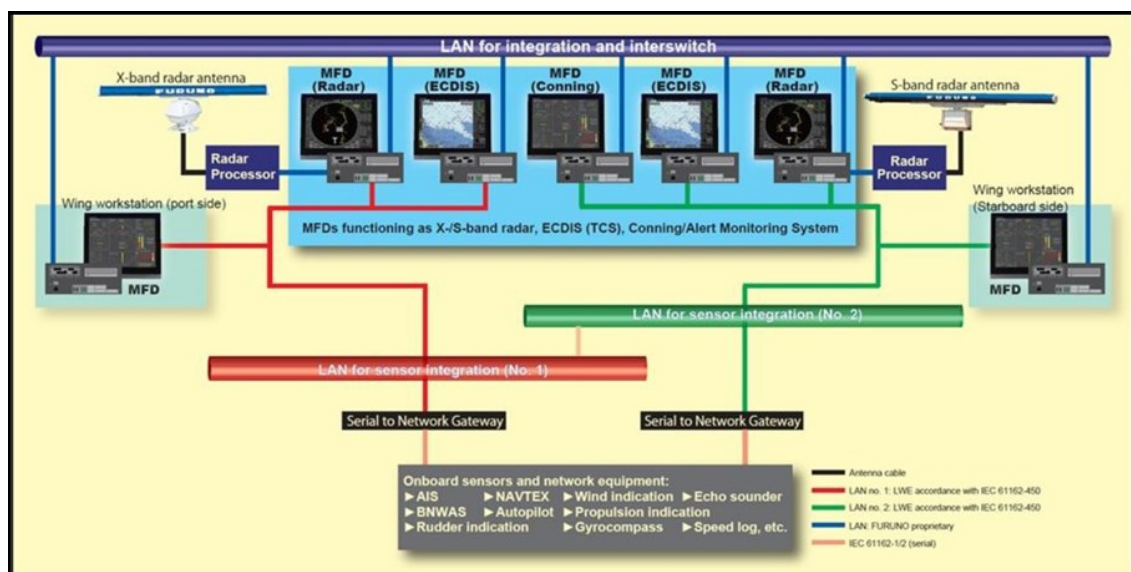 LAN for integration and interswitch
X-band radar antenna
FURUNO
MFD
(Radar)
MFD
(ECDIS)
MFD
(Conning)
MFD
(ECDIS)
MFD
(Radar)
S-band radar antenna
FURUNO
Radar
Processor
Radar
Processor
Wing workstation (port side)
MFD
MFDs functioning as X-/S-band radar, ECDIS (TCS), Conning/Alert Monitoring System
Wing workstation
(Starboard side)
MFD
LAN for sensor integration (No. 2)
LAN for sensor integration (No. 1)
Serial to Network Gateway
Serial to Network Gateway
Onboard sensors and network equipment:
►AIS ►NAVTEX ►Wind indication ►Echo sounder
►BNWAS ►Autopilot ►Propulsion indication
►Rudder indication ►Gyrocompass ►Speed log, etc.
Antenna cable
LAN no. 1: LWE accordance with IEC 61162-450
LAN no. 2: LWE accordance with IEC 61162-450
LAN: FURUNO proprietary
IEC 61162-1/2 (serial)